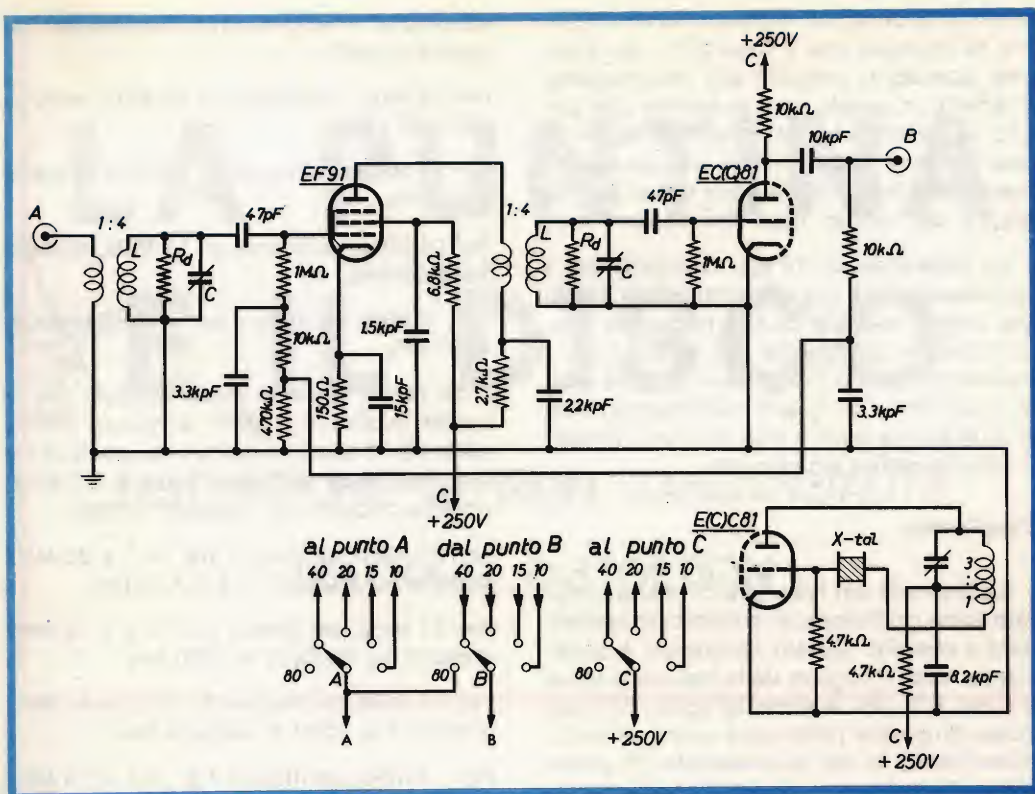 +250V
C
10kΩ
10kpF
B
EF91
EC(C)81
A
1:4
L
Rd
C
47pF
1MΩ
10kΩ
470kΩ
3.3kpF
150Ω
15kpF
1.5kpF
6.8kΩ
1:4
L
Rd
C
47pF
1MΩ
2.7kΩ
2.2kpF
10kΩ
3.3kpF
C
+250V
al punto A dal punto B al punto C
40 20 15 10 40 20 15 10 40 20 15 10
80 A 80 B 80 C
A B +250V
E(C)C81
X-tal
3
:
1
4.7kΩ
4.7kΩ
8.2kpF
C
+250V